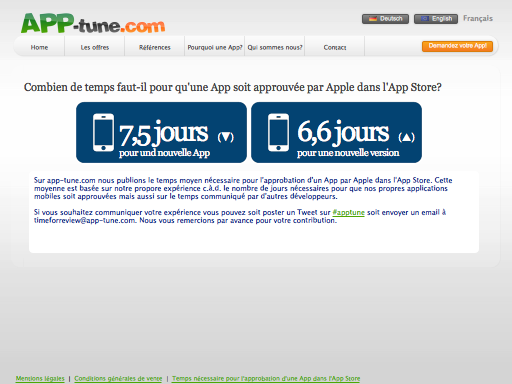 APP-tune.com
Deutsch English Français
Home Les offres Références Pourquoi une App? Qui sommes nous? Contact Demandez votre App!
Combien de temps faut-il pour qu'une App soit approuvée par Apple dans l'App Store?
7,5 jours (▼)
pour und nouvelle App
6,6 jours (▲)
pour une nouvelle version
Sur app-tune.com nous publions le temps moyen nécessaire pour l'approbation d'un App par Apple dans l'App Store. Cette
moyenne est basée sur notre propore expérience c.à.d. le nombre de jours nécessaires pour que nos propres applications
mobiles soit approuvées mais aussi sur le temps communiqué par d'autres développeurs.
Si vous souhaitez communiquer votre expérience vous pouvez soit poster un Tweet sur #apptune soit envoyer un email à
timeforreview@app-tune.com. Nous vous remercions par avance pour votre contribution.
Mentions légales | Conditions générales de vente | Temps nécessaire pour l'approbation d'une App dans l'App Store